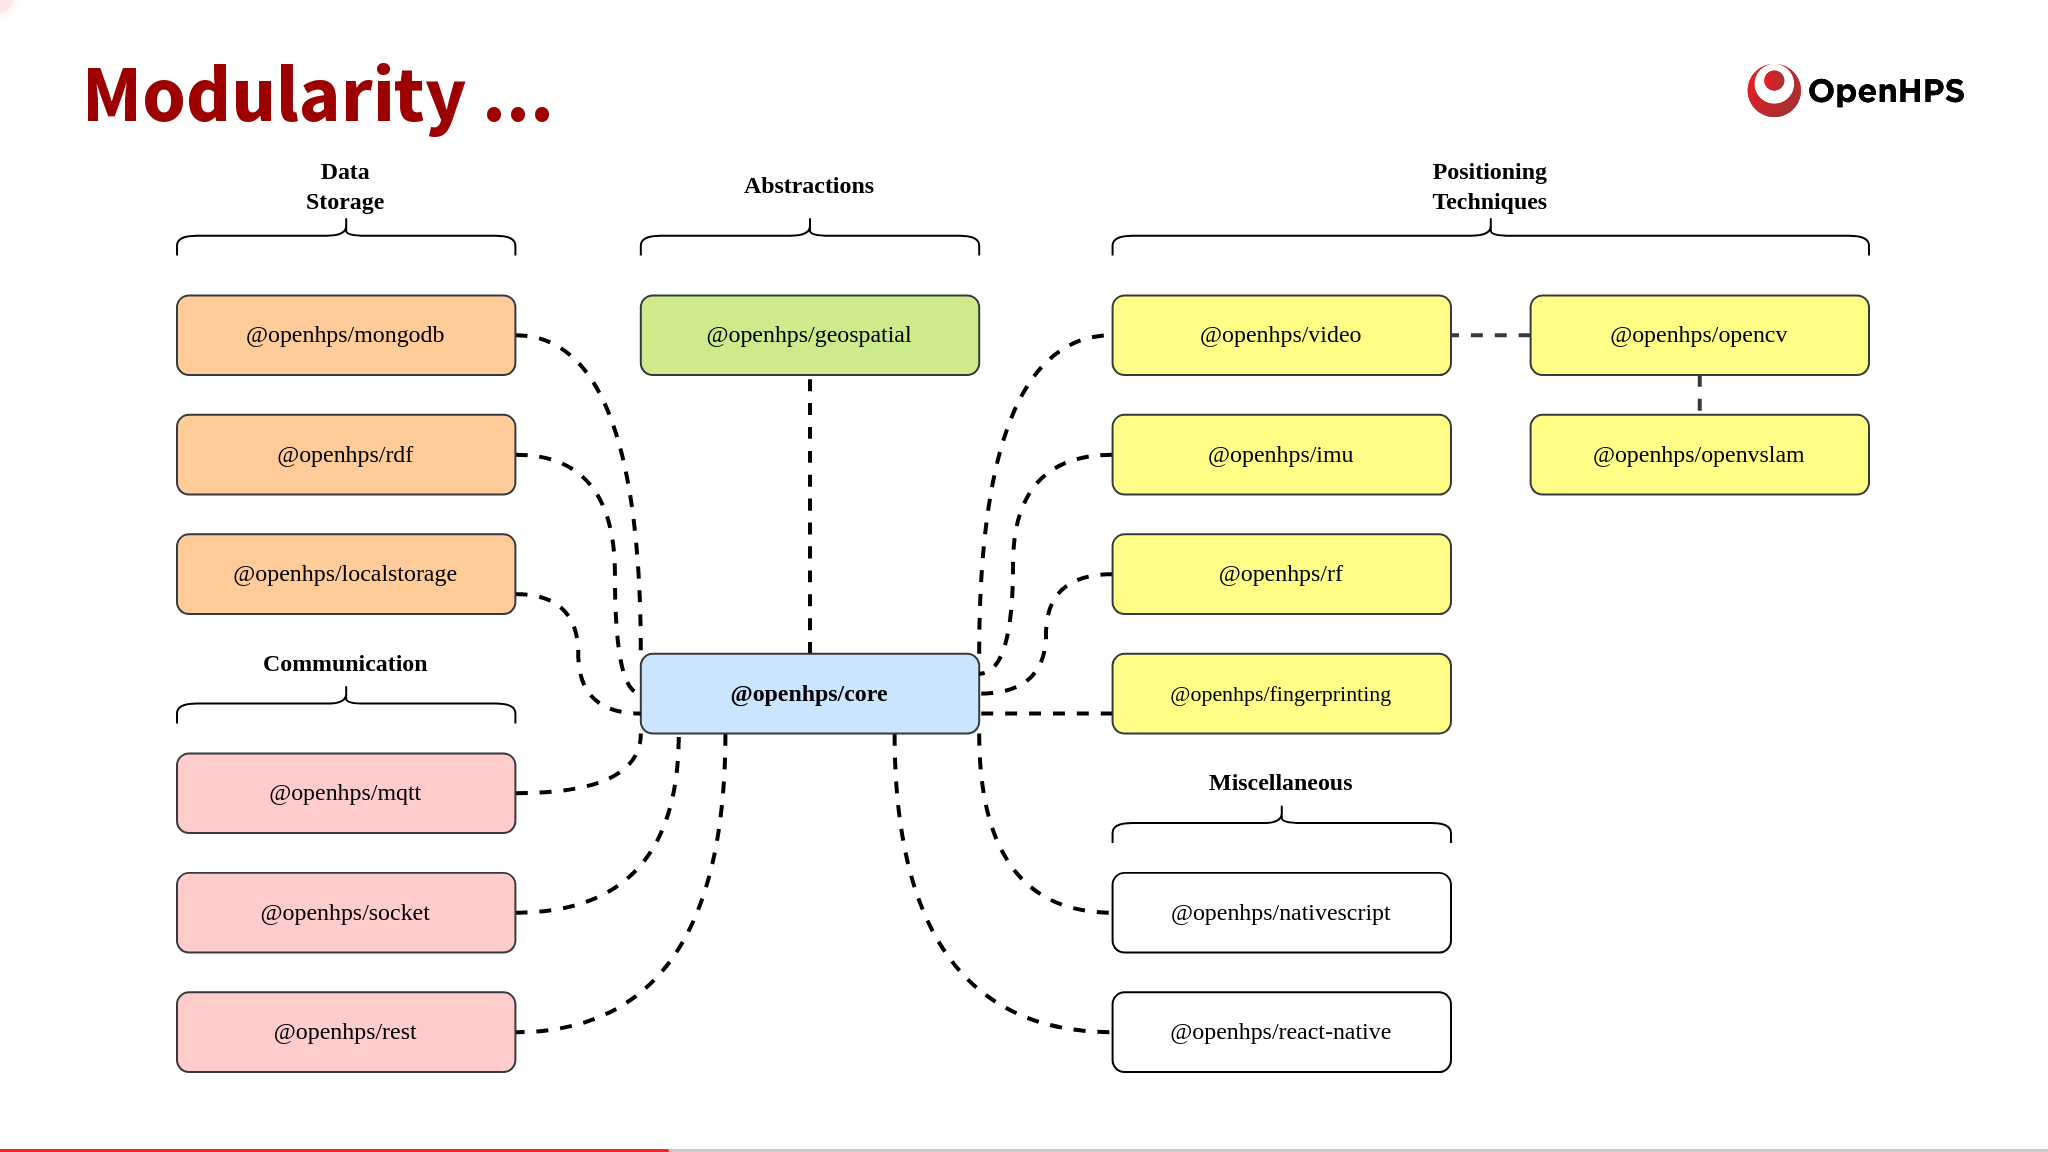 Modularity ...
OpenHPS
Data
Storage
@openhps/mongodb
@openhps/rdf
@openhps/localstorage
Communication
@openhps/mqtt
@openhps/socket
@openhps/rest
Abstractions
@openhps/geospatial
@openhps/core
Positioning
Techniques
@openhps/video
@openhps/opencv
@openhps/imu
@openhps/openvslam
@openhps/rf
@openhps/fingerprinting
Miscellaneous
@openhps/nativescript
@openhps/react-native